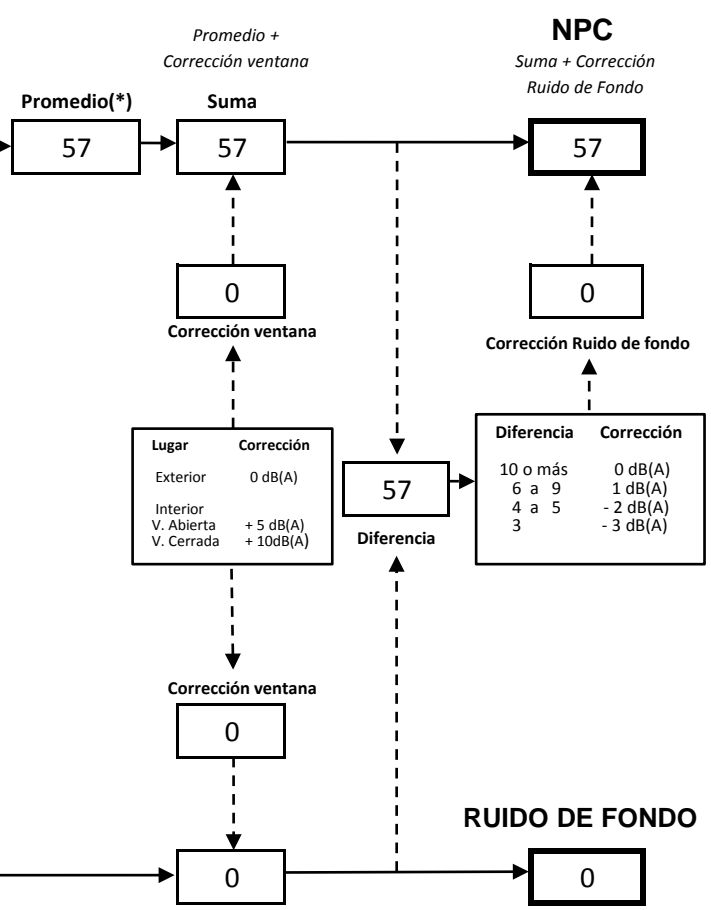 NPC
Promedio +
Corrección ventana
Suma + Corrección
Ruido de Fondo
Promedio(*)
Suma
57
57
57
0
0
Corrección ventana
Corrección Ruido de fondo
Lugar Corrección
Exterior 0 dB(A)
Interior
V. Abierta + 5 dB(A)
V. Cerrada + 10dB(A)
57
Diferencia
Diferencia Corrección
10 o más 0 dB(A)
6 a 9 1 dB(A)
4 a 5 - 2 dB(A)
3 - 3 dB(A)
Corrección ventana
0
RUIDO DE FONDO
0
0